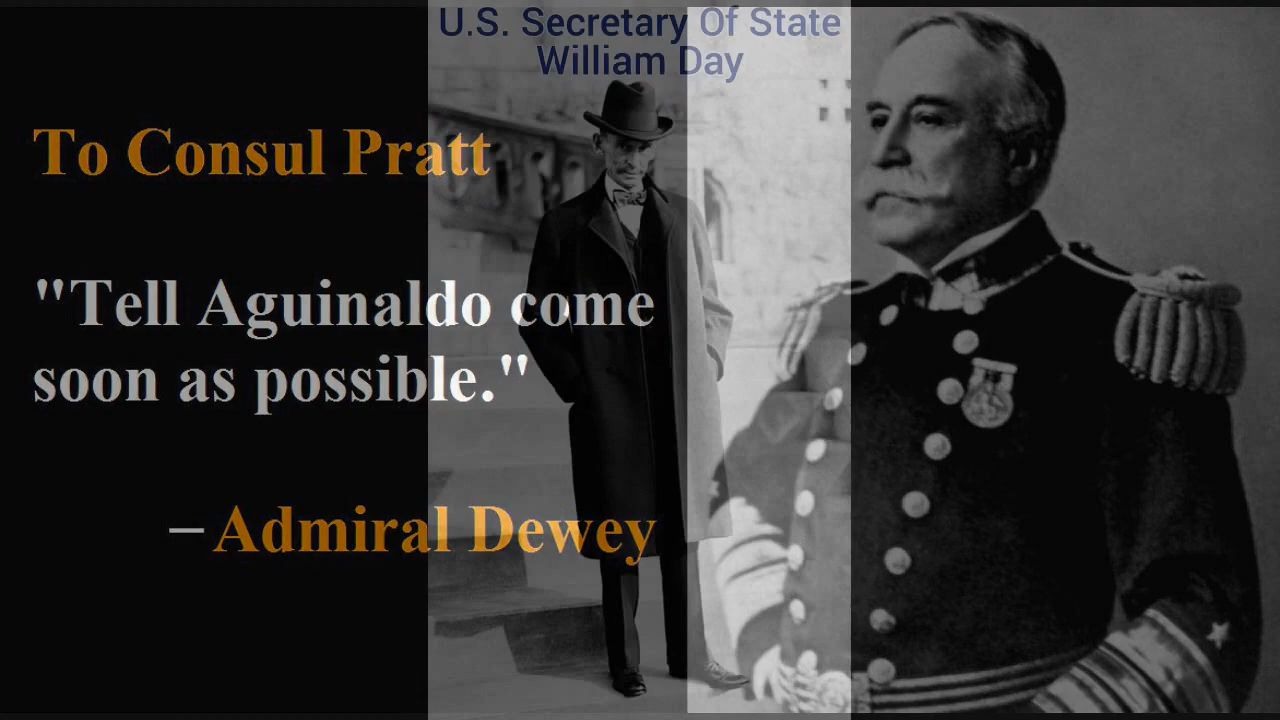 U.S. Secretary Of State
William Day
To Consul Pratt
"Tell Aguinaldo come
soon as possible."
– Admiral Dewey